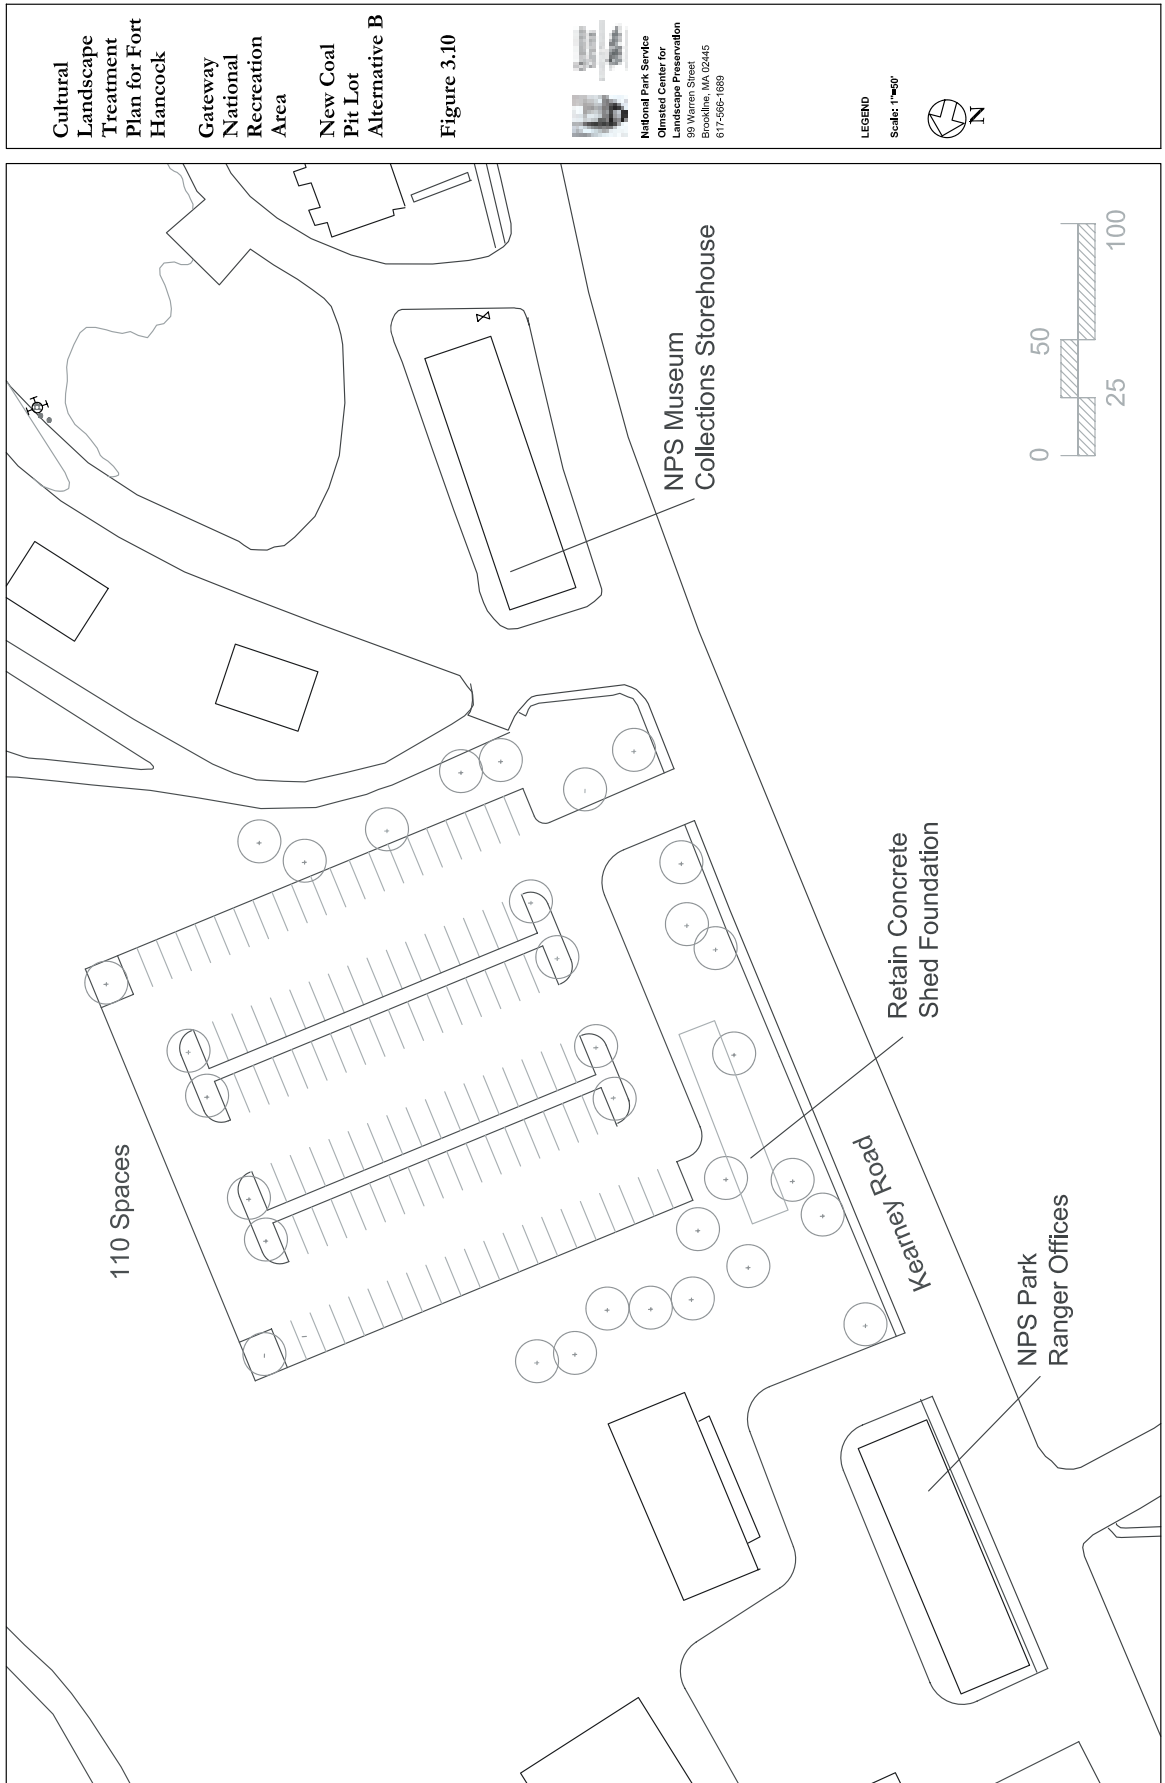 Cultural
Landscape
Treatment
Plan for Fort
Hancock
Gateway
National
Recreation
Area
New Coal
Pit Lot
Alternative B
Figure 3.10
National Park Service
Olmsted Center for
Landscape Preservation
99 Warren Street
Brookline, MA 02445
617-566-1689
LEGEND
Scale: 1"=50'
N
110 Spaces
NPS Museum
Collections Storehouse
Retain Concrete
Shed Foundation
Kearney Road
NPS Park
Ranger Offices
0
25
50
100